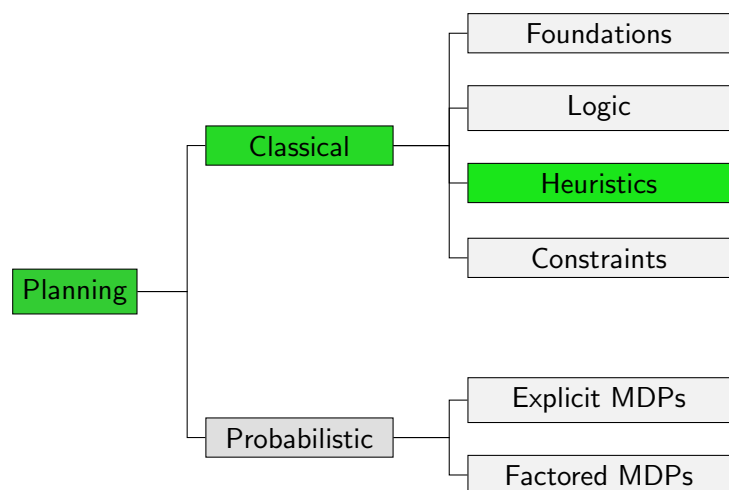 Foundations
Logic
Classical
Heuristics
Constraints
Planning
Explicit MDPs
Probabilistic
Factored MDPs